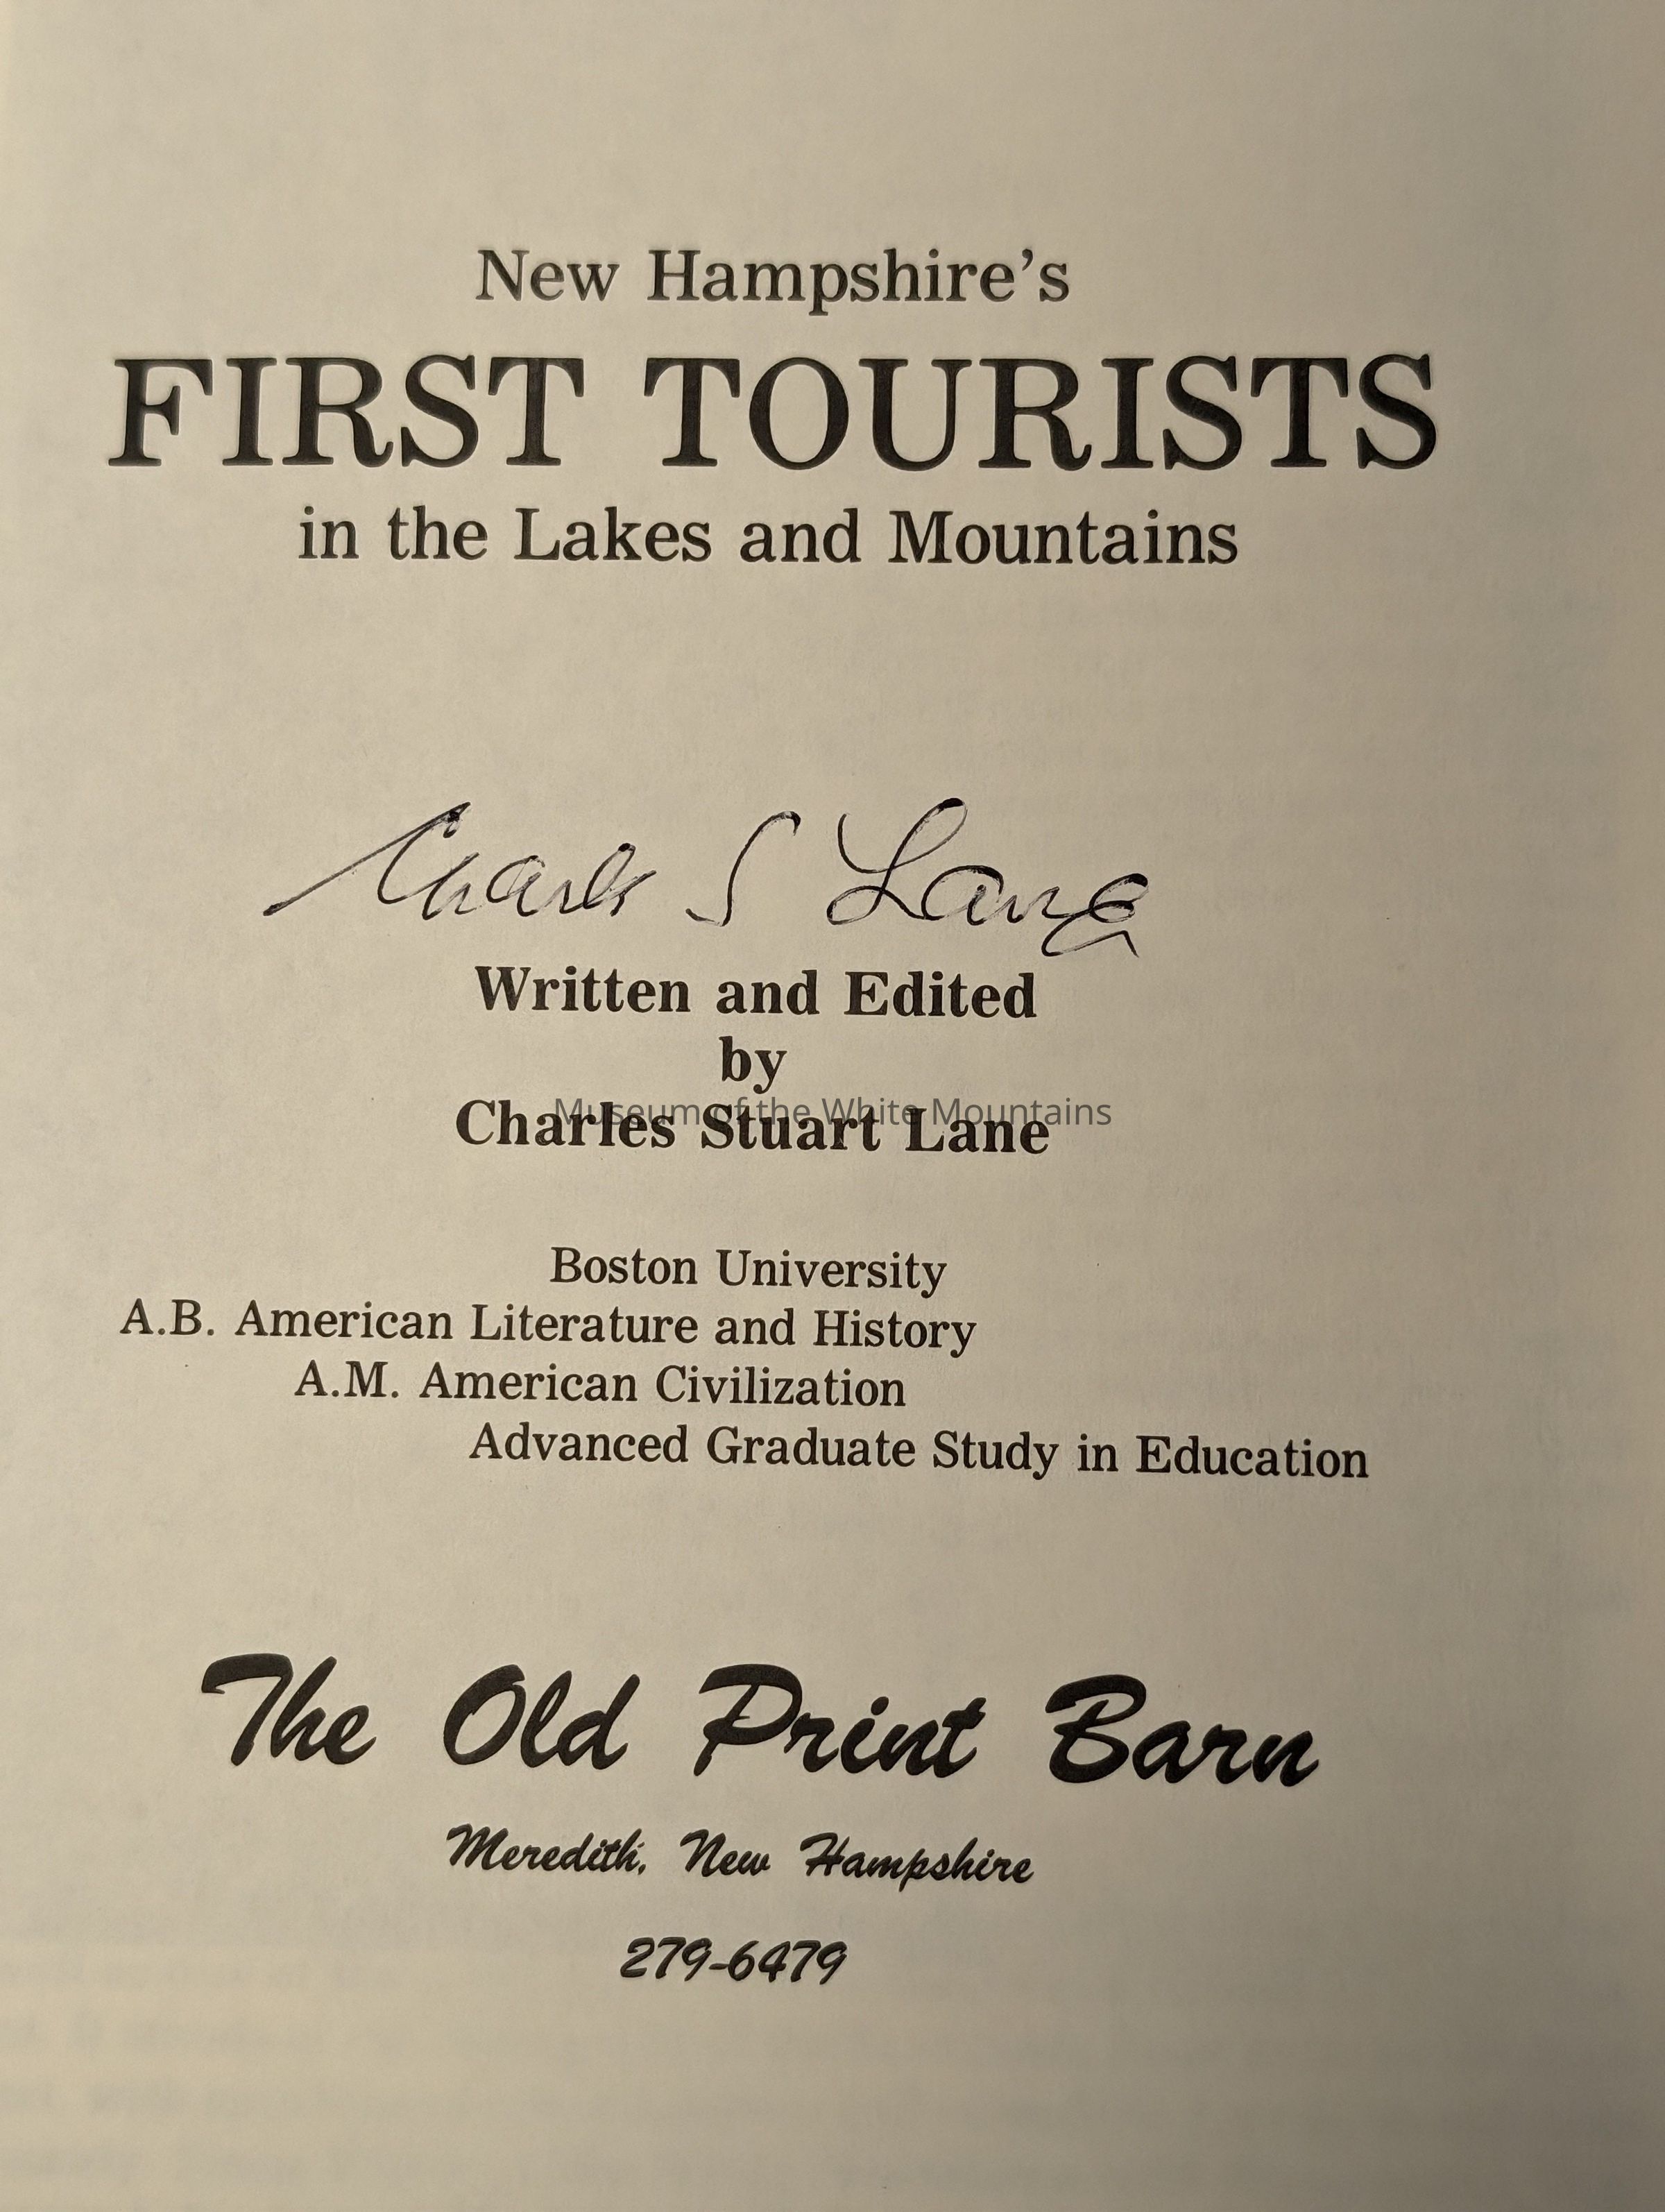 New Hampshire’s
FIRST TOURISTS
in the Lakes and Mountains
Charles S Lane
Written and Edited
by
Charles Stuart Lane
Museum of the White Mountains
Boston University
A.B. American Literature and History
A.M. American Civilization
Advanced Graduate Study in Education
The Old Print Barn
Meredith, New Hampshire
279-6479